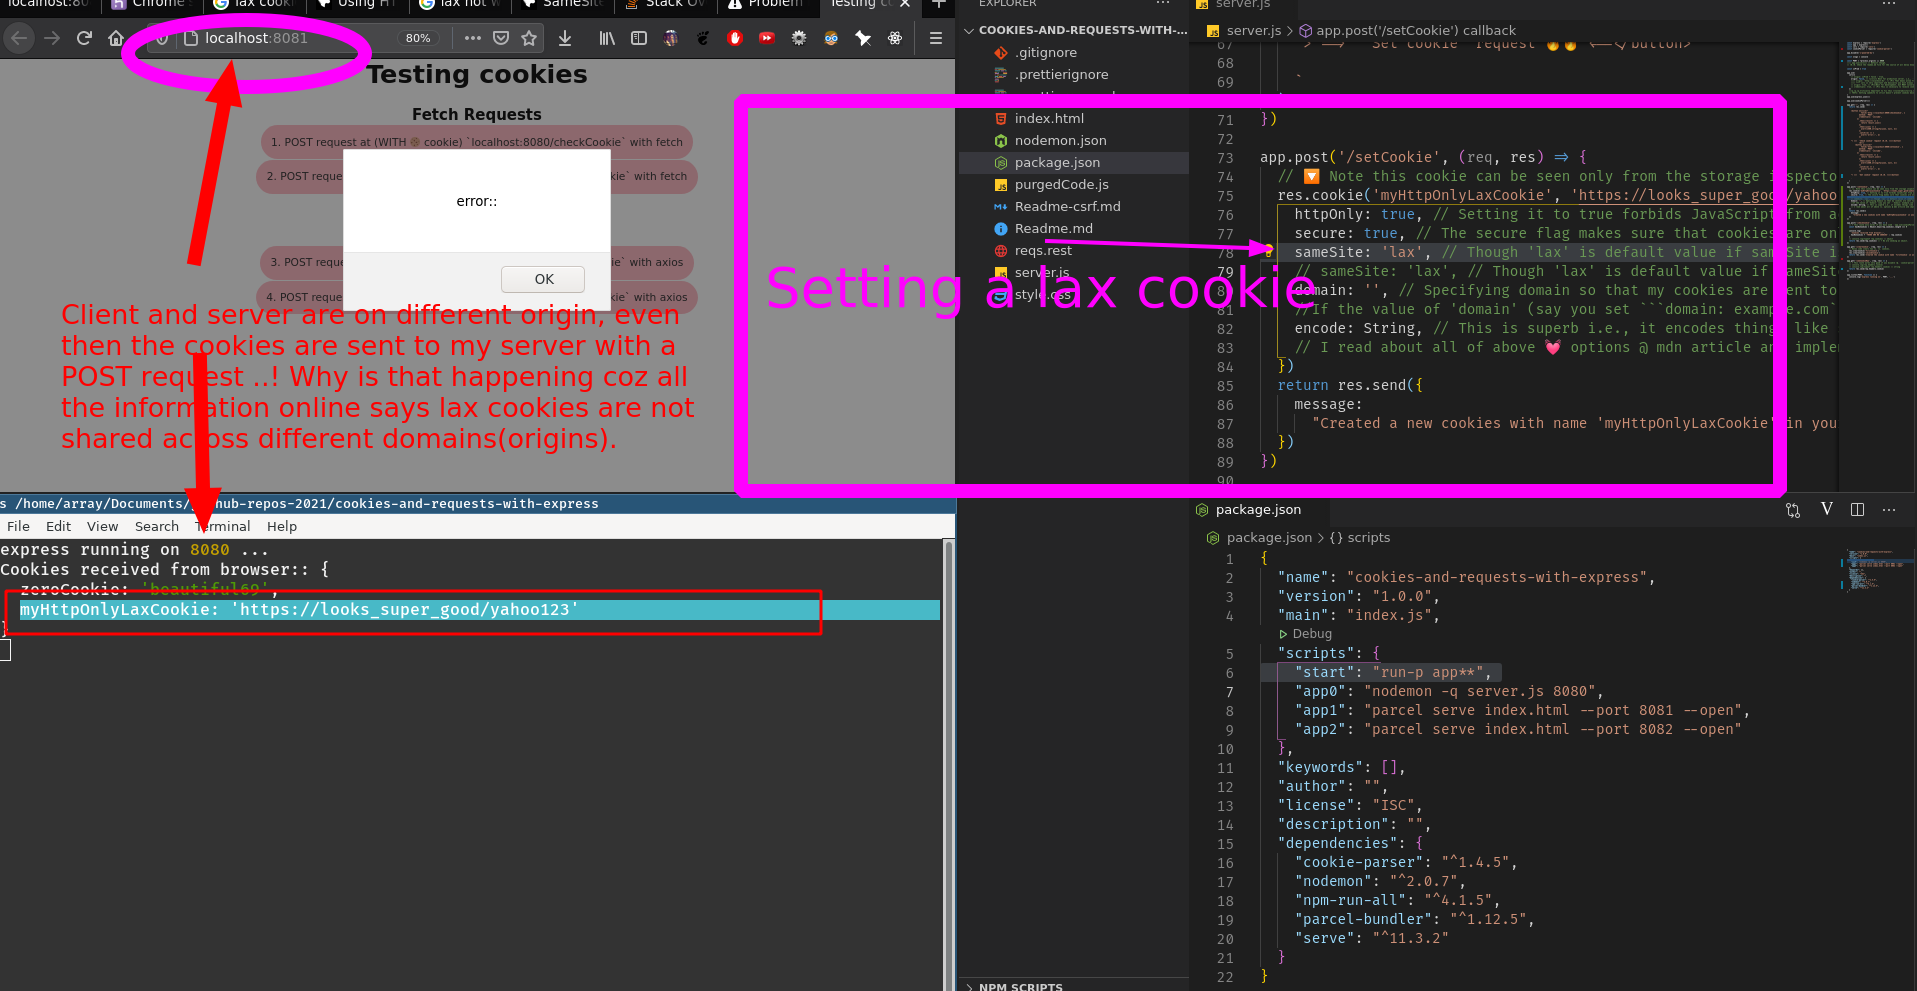 localhost:80
Chrome S
lax cooki
Using H
lax not w
SameSite
Stack Ov
Problem
Testing co
localhost:8081
80%
Testing cookies
Fetch Requests
1. POST request at (WITH 🍪 cookie) `localhost:8080/checkCookie` with fetch
2. POST reque
kie` with fetch
error::
OK
3. POST reque
kie` with axios
4. POST reque
kie` with axios
Client and server are on different origin, even
then the cookies are sent to my server with a
POST request ..! Why is that happening coz all
the information online says lax cookies are not
shared across different domains(origins).
s /home/array/Documents/
hub-repos-2021/cookies-and-requests-with-express
File Edit View Search Terminal Help
express running on 8080 ...
Cookies received from browser:: {
zeroCookie: 'beautiful69',
myHttpOnlyLaxCookie: 'https://looks_super_good/yahoo123'
}
EXPLORER
COOKIES-AND-REQUESTS-WITH-...
.gitignore
.prettierignore
index.html
nodemon.json
package.json
purgedCode.js
Readme-csrf.md
Readme.md
reqs.rest
server.js
style.css
NPM SCRIPTS
Setting a lax cookie
server.js
server.js > app.post('/setCookie') callback
67 Set cookie request 🔥🔥 <==</button>
68
69 `
71 })
72
73 app.post('/setCookie', (req, res) => {
74 // 🔽 Note this cookie can be seen only from the storage inspecto
75 res.cookie('myHttpOnlyLaxCookie', 'https://looks_super_good/yahoo
76 httpOnly: true, // Setting it to true forbids JavaScript from a
77 secure: true, // The secure flag makes sure that cookies are on
78 sameSite: 'lax', // Though 'lax' is default value if sameSite i
79 // sameSite: 'lax', // Though 'lax' is default value if sameSit
80 domain: '', // Specifying domain so that my cookies are sent to
81 //If the value of 'domain' (say you set ```domain: example.com`
82 encode: String, // This is superb i.e., it encodes things like
83 // I read about all of above 💓 options @ mdn article and implem
84 })
85 return res.send({
86 message:
87 "Created a new cookies with name 'myHttpOnlyLaxCookie' in you
88 })
89 })
90
package.json
package.json > {} scripts
1 {
2 "name": "cookies-and-requests-with-express",
3 "version": "1.0.0",
4 "main": "index.js",
Debug
5 "scripts": {
6 "start": "run-p app**",
7 "app0": "nodemon -q server.js 8080",
8 "app1": "parcel serve index.html --port 8081 --open",
9 "app2": "parcel serve index.html --port 8082 --open"
10 },
11 "keywords": [],
12 "author": "",
13 "license": "ISC",
14 "description": "",
15 "dependencies": {
16 "cookie-parser": "^1.4.5",
17 "nodemon": "^2.0.7",
18 "npm-run-all": "^4.1.5",
19 "parcel-bundler": "^1.12.5",
20 "serve": "^11.3.2"
21 }
22 }